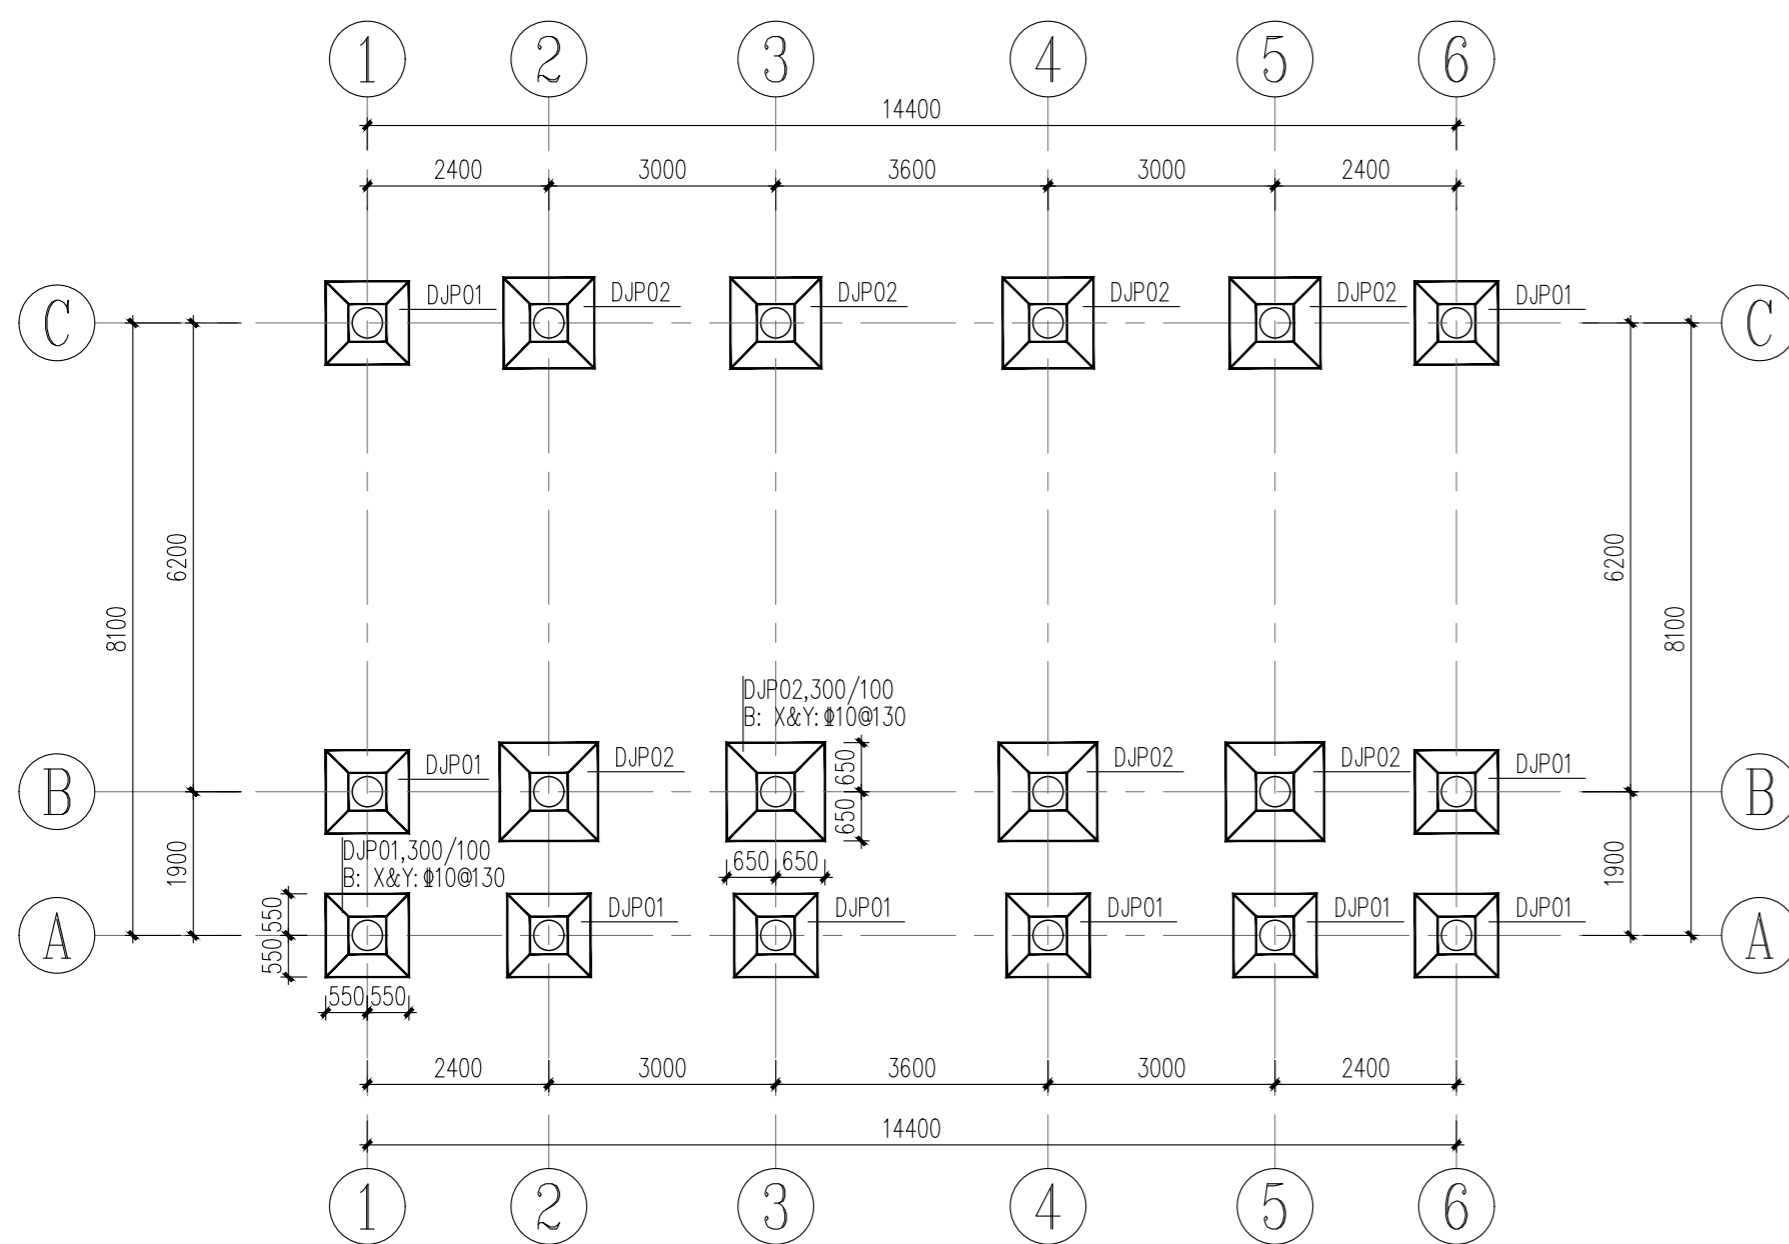 1 2 3 4 5 6
14400
2400 3000 3600 3000 2400
DJP01 DJP02 DJP02 DJP02 DJP02 DJP01
C C
6200 6200
8100 8100
DJP02,300/100
B: X&Y:Φ10@130
DJP01 DJP02 DJP02 DJP02 DJP01
650
650
B B
650 650
DJP01,300/100
B: X&Y:Φ10@130
1900 1900
DJP01 DJP01 DJP01 DJP01 DJP01
550
550
A A
550 550
2400 3000 3600 3000 2400
14400
1 2 3 4 5 6